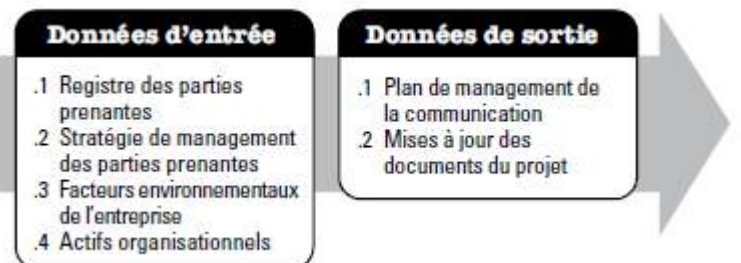 Données d'entrée
.1 Registre des parties
prenantes
.2 Stratégie de management
des parties prenantes
.3 Facteurs environnementaux
de l'entreprise
.4 Actifs organisationnels
Données de sortie
.1 Plan de management de
la communication
.2 Mises à jour des
documents du projet